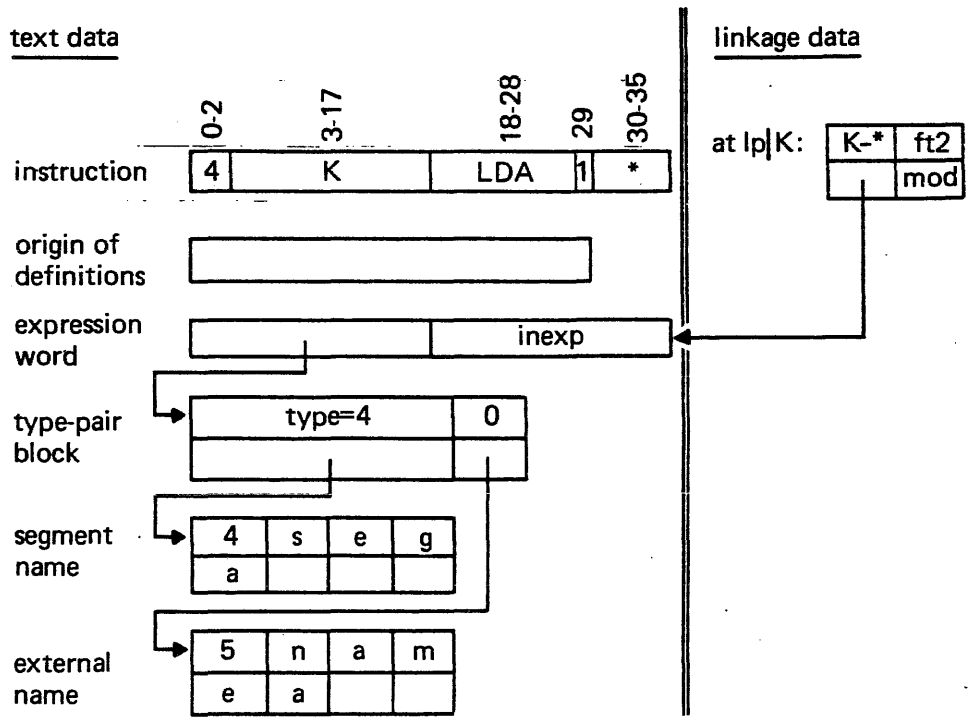 text data
linkage data
0-2 3-17 18-28 29 30-35
instruction 4 K LDA 1 *
at lp|K: K-* ft2
mod
origin of
definitions
expression
word
inexp
type-pair
block
type=4 0
segment
name
4 s e g
a
external
name
5 n a m
e a